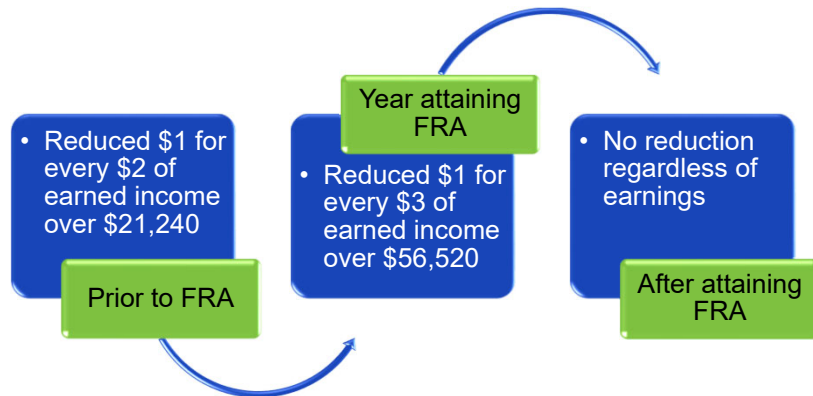 • Reduced $1 for
every $2 of
earned income
over $21,240
Prior to FRA
Year attaining
FRA
• Reduced $1 for
every $3 of
earned income
over $56,520
• No reduction
regardless of
earnings
After attaining
FRA